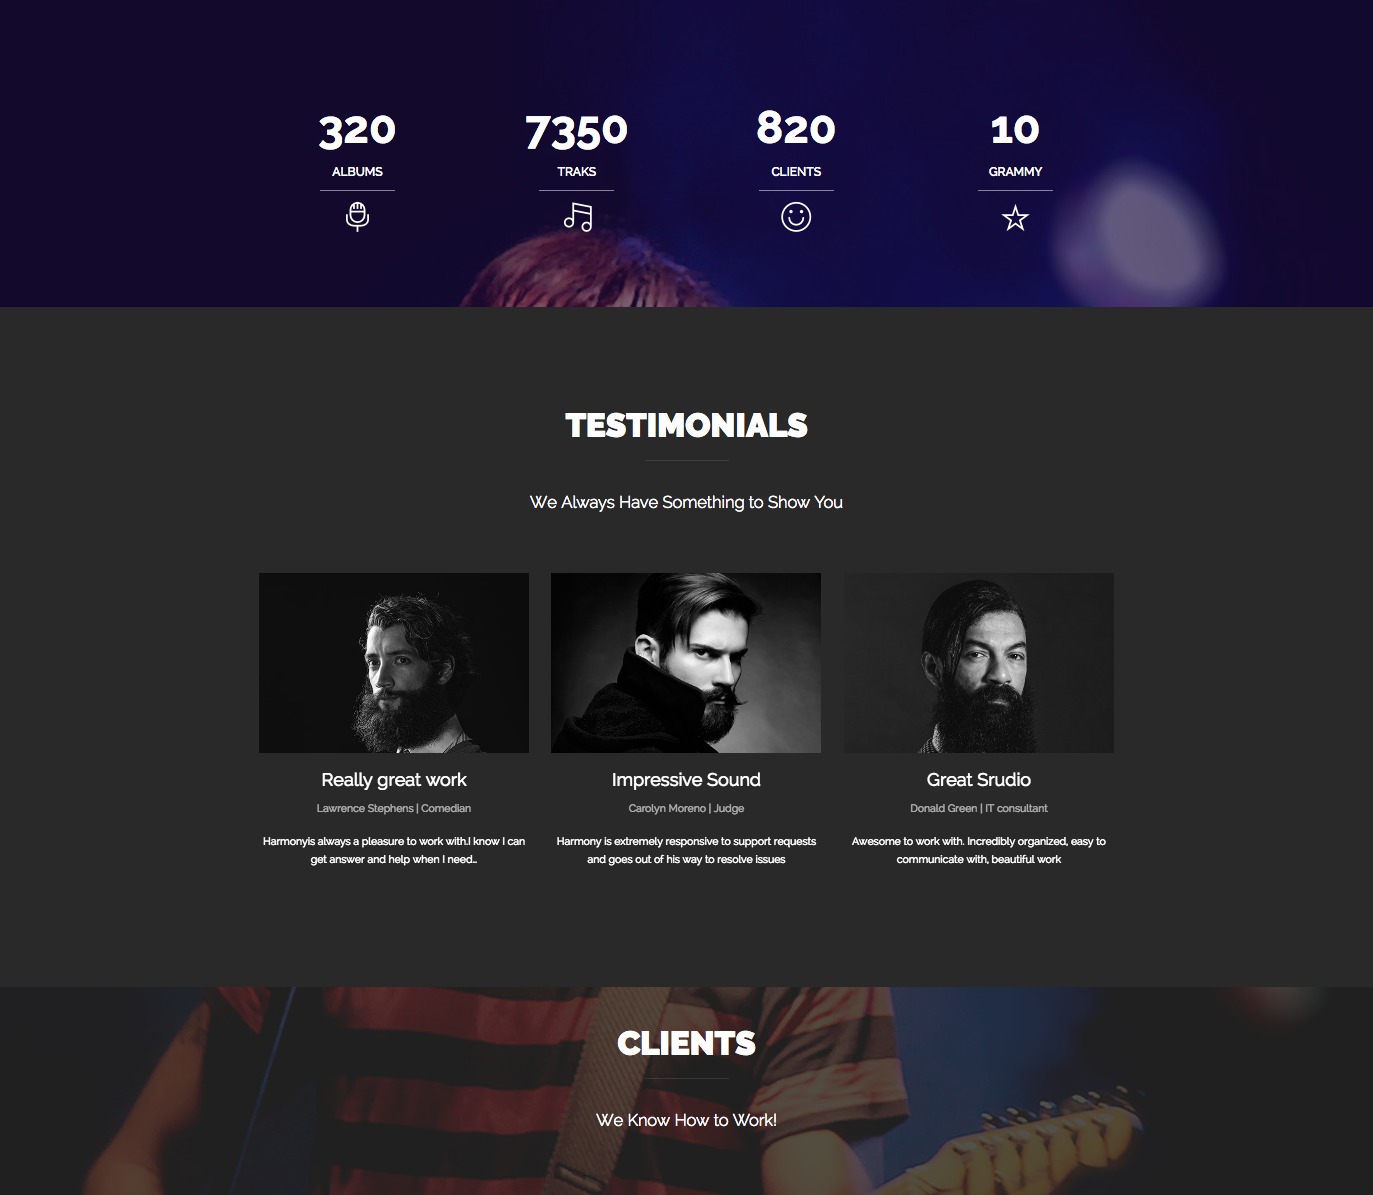 320
ALBUMS
7350
TRAKS
820
CLIENTS
10
GRAMMY
TESTIMONIALS
We Always Have Something to Show You
Really great work
Lawrence Stephens | Comedian
Harmonyis always a pleasure to work with.I know I can
get answer and help when I need..
Impressive Sound
Carolyn Moreno | Judge
Harmony is extremely responsive to support requests
and goes out of his way to resolve issues
Great Srudio
Donald Green | IT consultant
Awesome to work with. Incredibly organized, easy to
communicate with, beautiful work
CLIENTS
We Know How to Work!